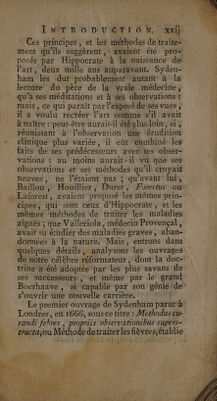 INTRODUCTION. xvij
Ces principes, et les méthodes de traite-
ment qu'ils suggèrent, avaient été pro-
posés par Hippocrate à la naissance de
l'art, deux mille ans auparavant. Syden-
ham les dut probablement autant à la
lecture du père de la vraie médecine,
qu'à ses méditations et à ses observations:
mais, ce qui paraît par l'exposé de ses vues,
il a voulu recréer l'art comme s'il avait
à naître: peut-être aurait-il été plus loin, si,
réunissant à l'observation une érudition
clinique plus variée, il eût combiné les
faits de ses prédécesseurs avec les obser-
vations: au moins aurait-il vu que ses
observations et ses méthodes qu'il croyait
neuves, ne l'étaient pas; qu'avant lui,
Baillou, Houillier, Duret, Forestus ou
Laforest, avaient proposé les mêmes prin-
cipes, qui sont ceux d'Hippocrate, et les
mêmes méthodes de traiter les maladies
aiguës; que Valleriola, médecin Provençal,
avait su étudier des maladies graves, aban-
données à la nature. Mais, entrons dans
quelques détails, analysons les ouvrages
de notre célèbre réformateur, dont la doc-
trine a été adoptée par les plus savans de
ses successeurs, et même par le grand
Boerhaave, si capable par son génie de
s'ouvrir une nouvelle carrière.
Le premier ouvrage de Sydenham parut à
Londres, en 1666, sous ce titre: Methodus cu-
randi febres, propriis observationibus supers-
tructa, ou Méthode de traiter les fièvres, établie